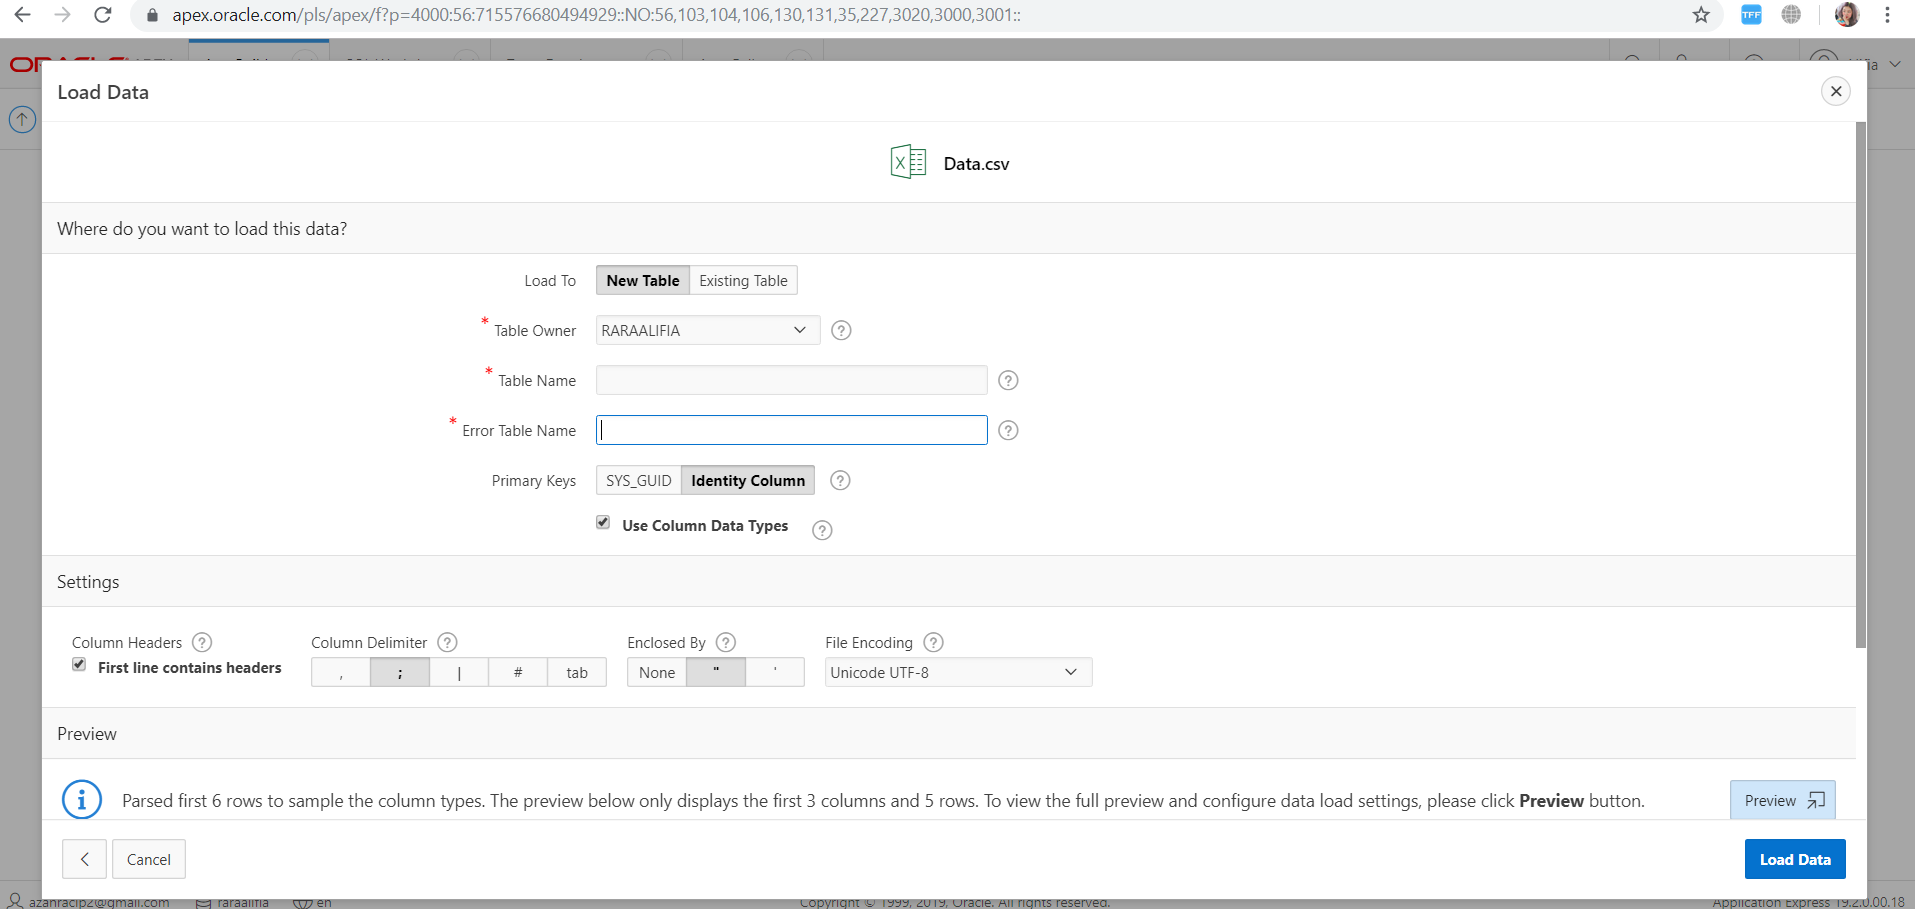 apex.oracle.com/pls/apex/f?p=4000:56:715576680494929::NO:56,103,104,106,130,131,35,227,3020,3000,3001::
TFF
Load Data
Data.csv
Where do you want to load this data?
Load To New Table Existing Table
* Table Owner RARAALIFIA ?
* Table Name ?
* Error Table Name ?
Primary Keys SYS_GUID Identity Column ?
Use Column Data Types ?
Settings
Column Headers ? Column Delimiter ? Enclosed By ? File Encoding ?
First line contains headers , ; | # tab None " ' Unicode UTF-8
Preview
Parsed first 6 rows to sample the column types. The preview below only displays the first 3 columns and 5 rows. To view the full preview and configure data load settings, please click Preview button. Preview
Cancel Load Data
azahracip2@gmail.com raraalifia en Copyright © 1999, 2019, Oracle. All rights reserved. Application Express 19.2.0.00.18